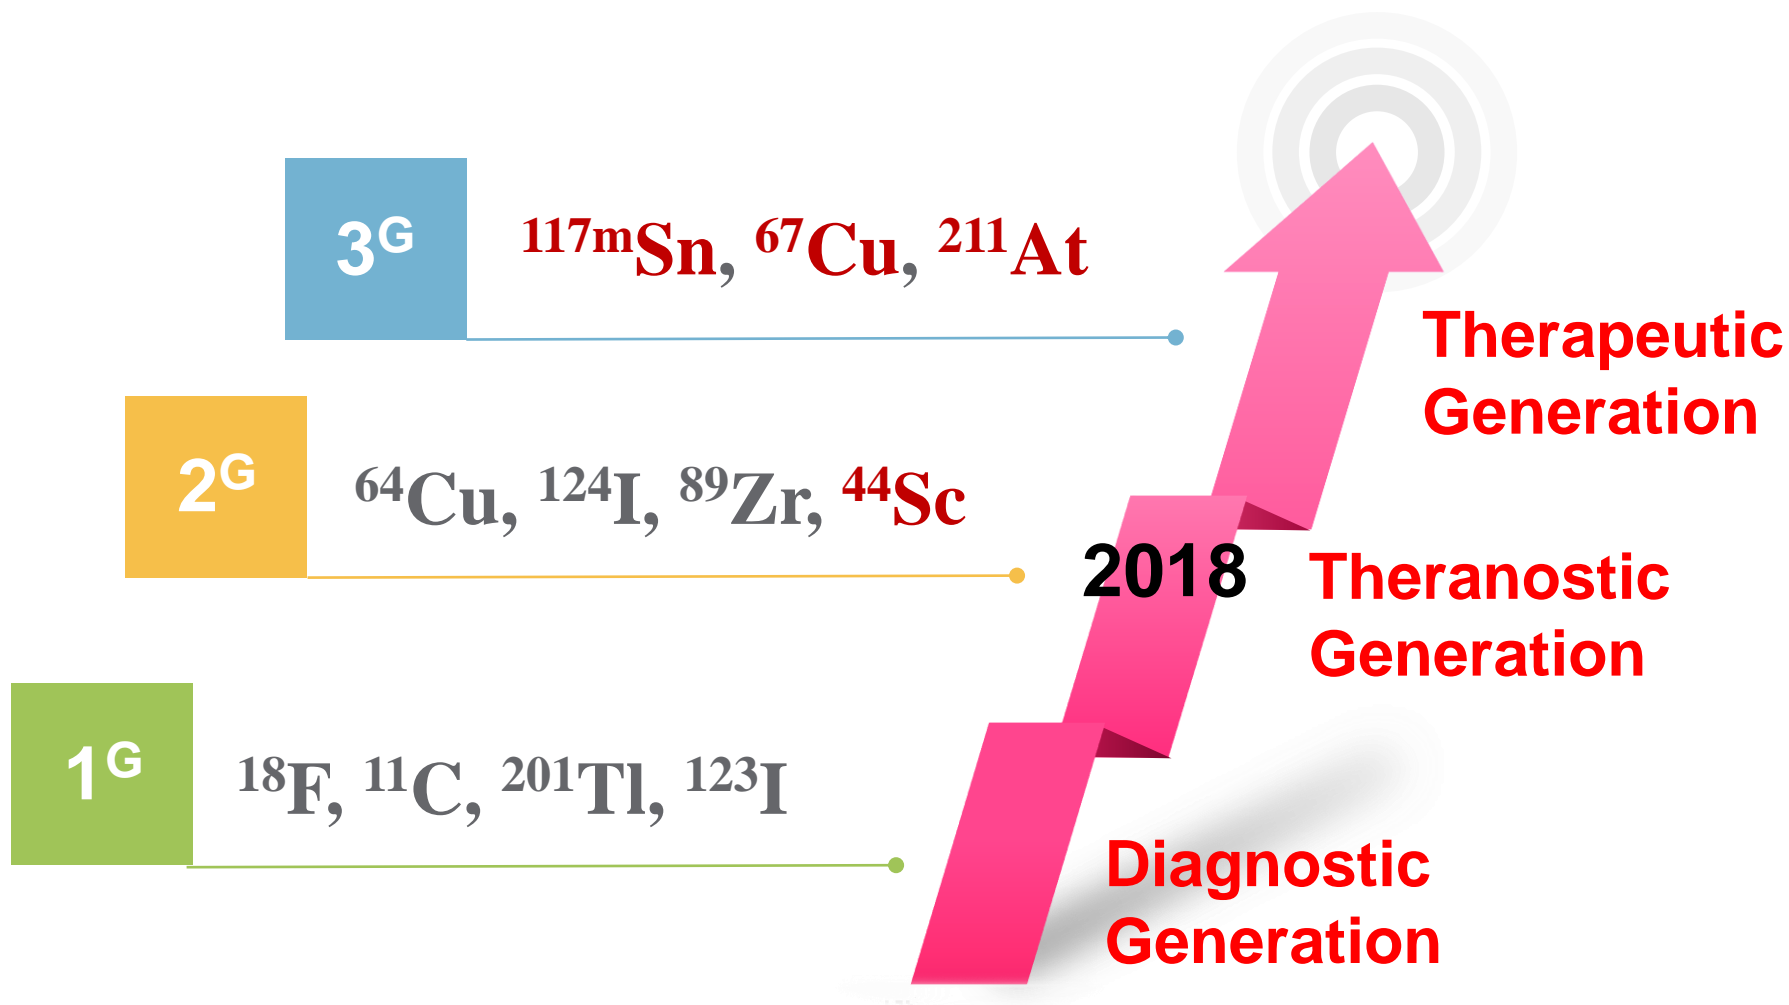 3ᴳ ¹¹⁷ᵐSn, ⁶⁷Cu, ²¹¹At
Therapeutic
Generation
2ᴳ ⁶⁴Cu, ¹²⁴I, ⁸⁹Zr, ⁴⁴Sc
2018
Theranostic
Generation
1ᴳ ¹⁸F, ¹¹C, ²⁰¹Tl, ¹²³I
Diagnostic
Generation